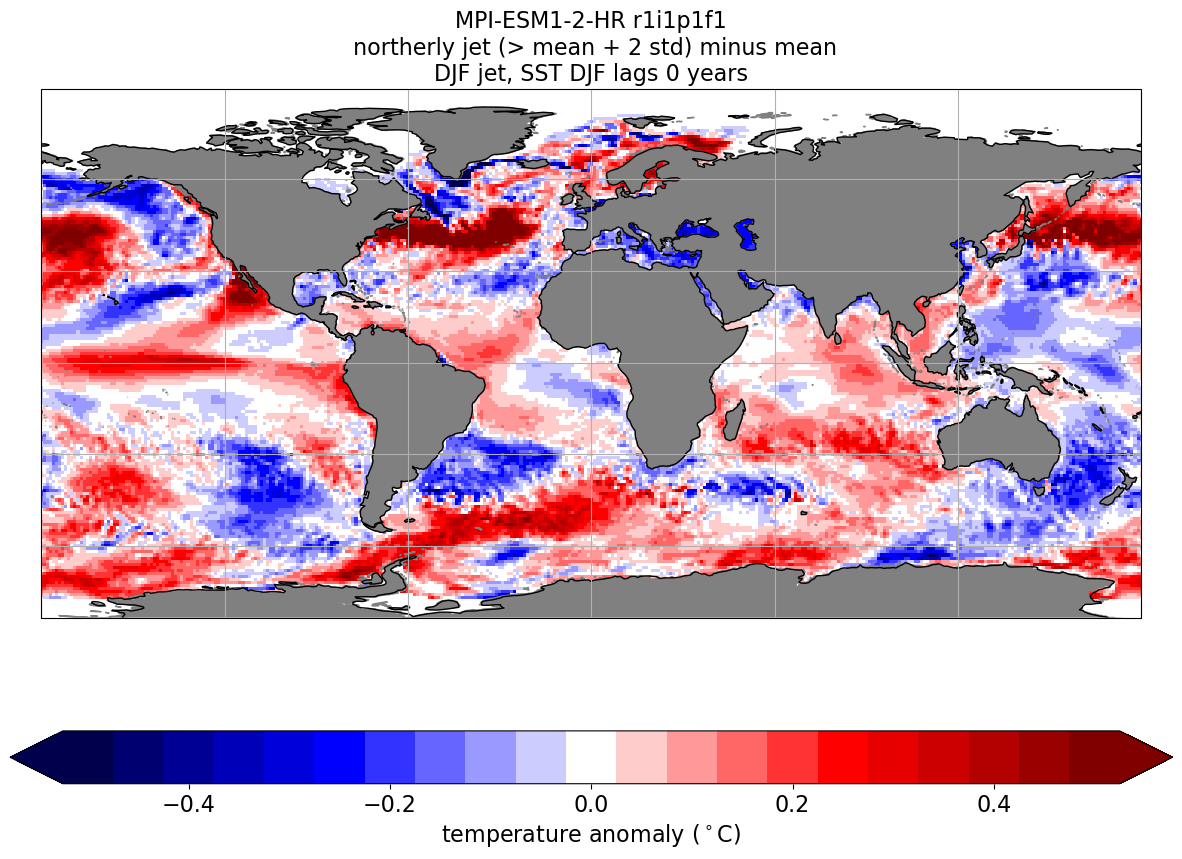 MPI-ESM1-2-HR r1i1p1f1
northerly jet (> mean + 2 std) minus mean
DJF jet, SST DJF lags 0 years
−0.4 −0.2 0.0 0.2 0.4
temperature anomaly (°C)